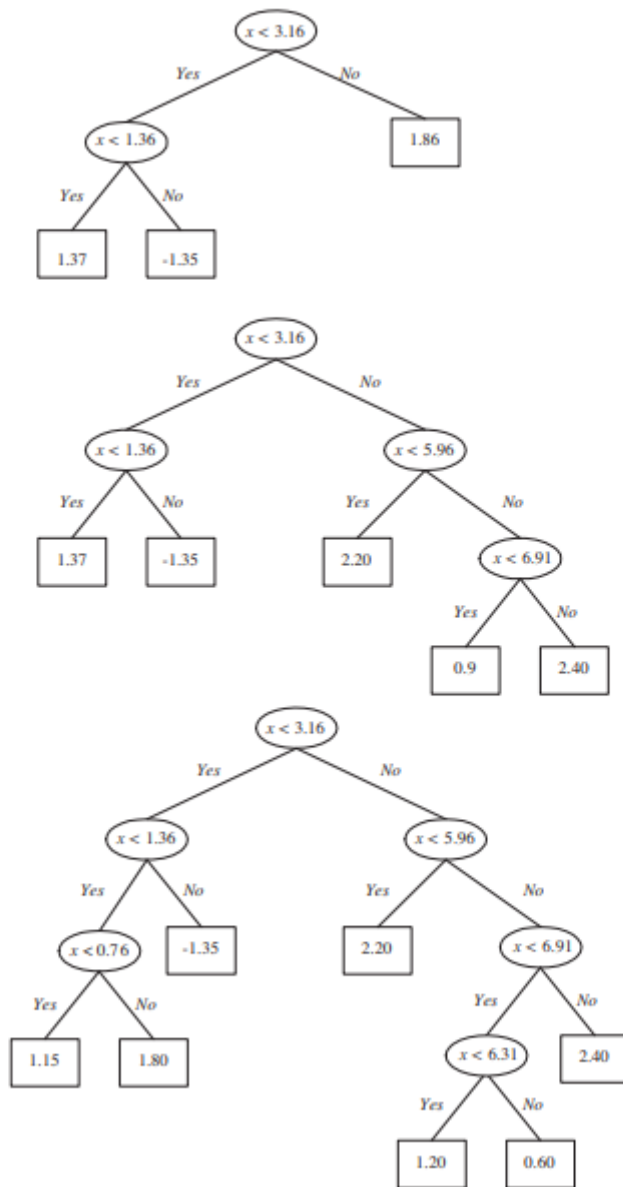 x < 3.16
Yes No
x < 1.36 1.86
Yes No
1.37 -1.35
x < 3.16
Yes No
x < 1.36 x < 5.96
Yes No Yes No
1.37 -1.35 2.20 x < 6.91
Yes No
0.9 2.40
x < 3.16
Yes No
x < 1.36 x < 5.96
Yes No Yes No
x < 0.76 -1.35 2.20 x < 6.91
Yes No Yes No
1.15 1.80 x < 6.31 2.40
Yes No
1.20 0.60